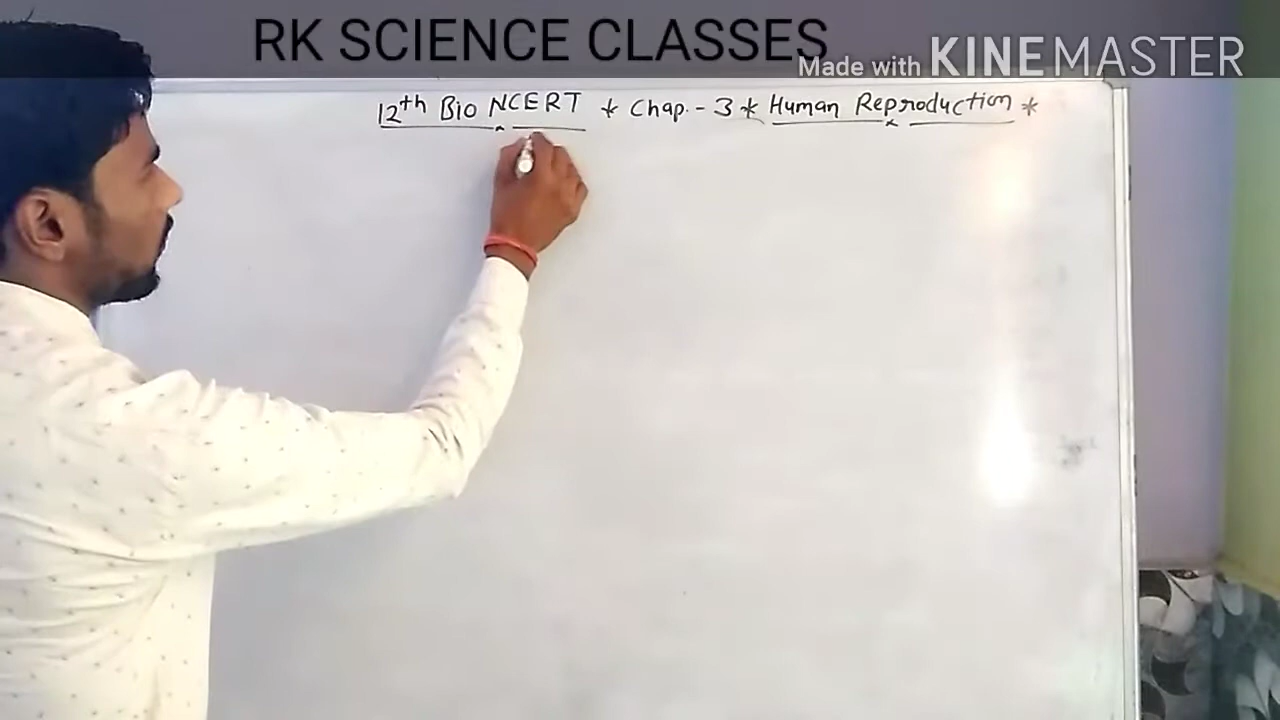 RK SCIENCE CLASSES
Made with KINEMASTER
12th Bio NCERT * Chap. - 3 * Human Reproduction *